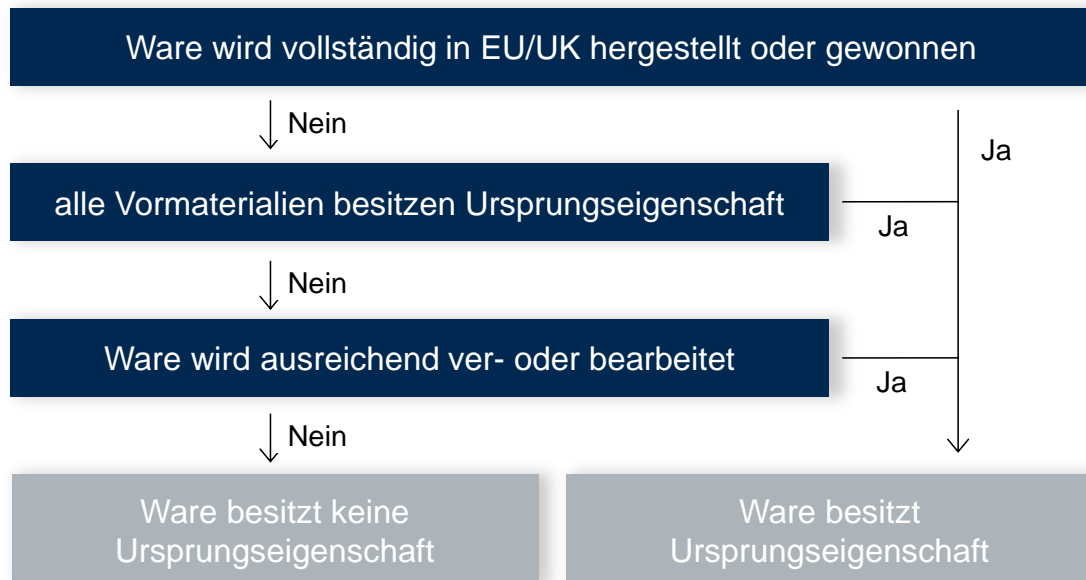 Ware wird vollständig in EU/UK hergestellt oder gewonnen
Nein
Ja
alle Vormaterialien besitzen Ursprungseigenschaft
Ja
Nein
Ware wird ausreichend ver- oder bearbeitet
Ja
Nein
Ware besitzt keine
Ursprungseigenschaft
Ware besitzt
Ursprungseigenschaft